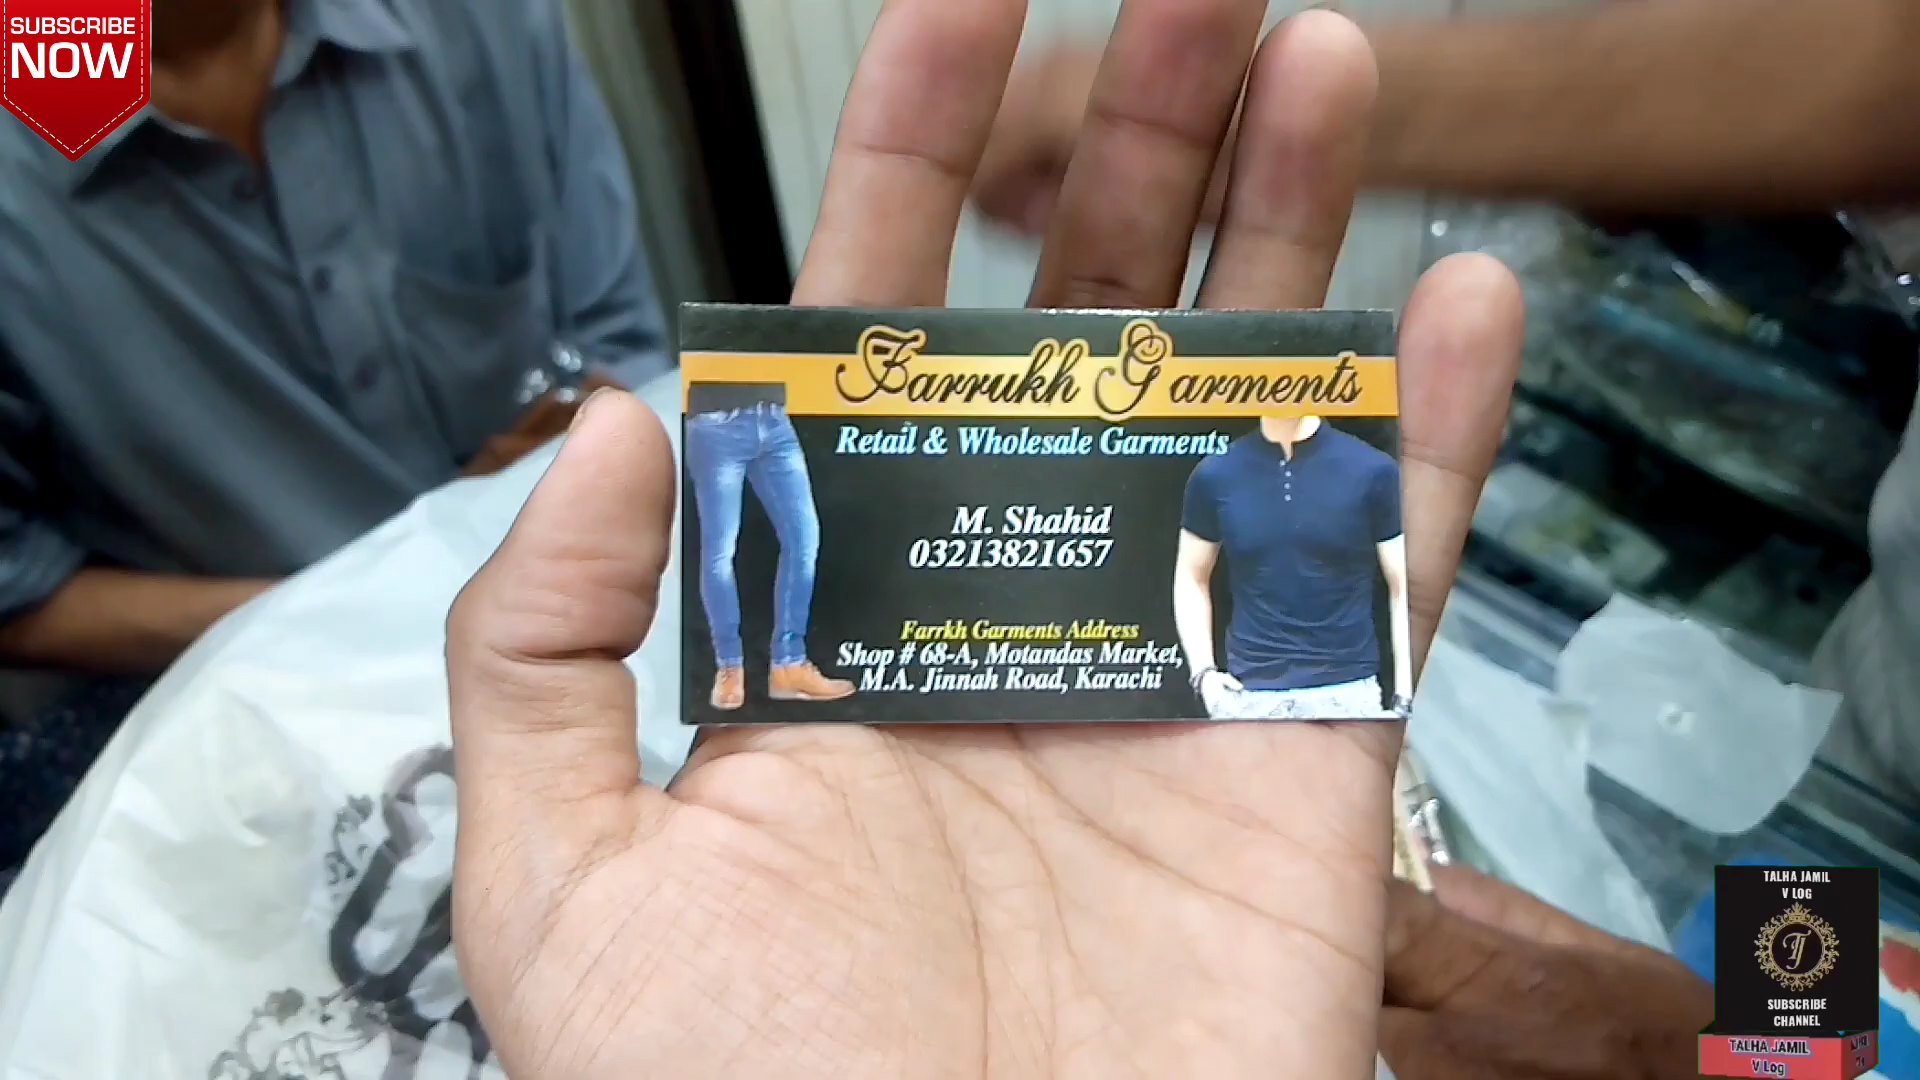 SUBSCRIBE
NOW
Farrukh Garments
Retail & Wholesale Garments
M. Shahid
03213821657
Farrkh Garments Address
Shop # 68-A, Motandas Market,
M.A. Jinnah Road, Karachi
TALHA JAMIL
V LOG
TJ
SUBSCRIBE
CHANNEL
TALHA JAMIL
V Log